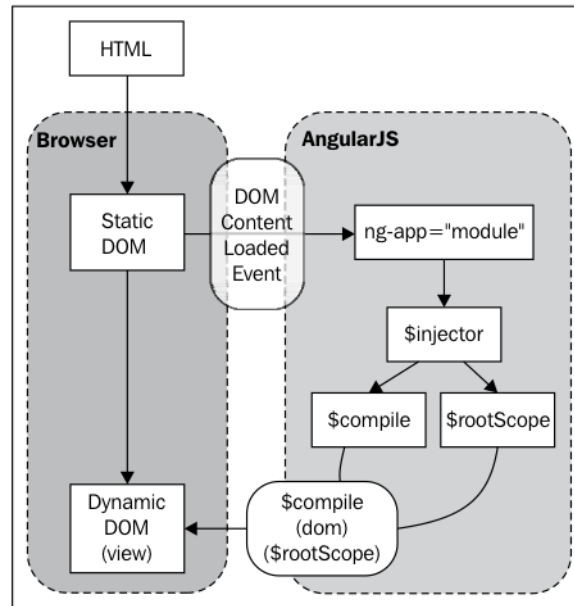 HTML
Browser
AngularJS
Static
DOM
DOM
Content
Loaded
Event
ng-app="module"
$injector
$compile
$rootScope
Dynamic
DOM
(view)
$compile
(dom)
($rootScope)